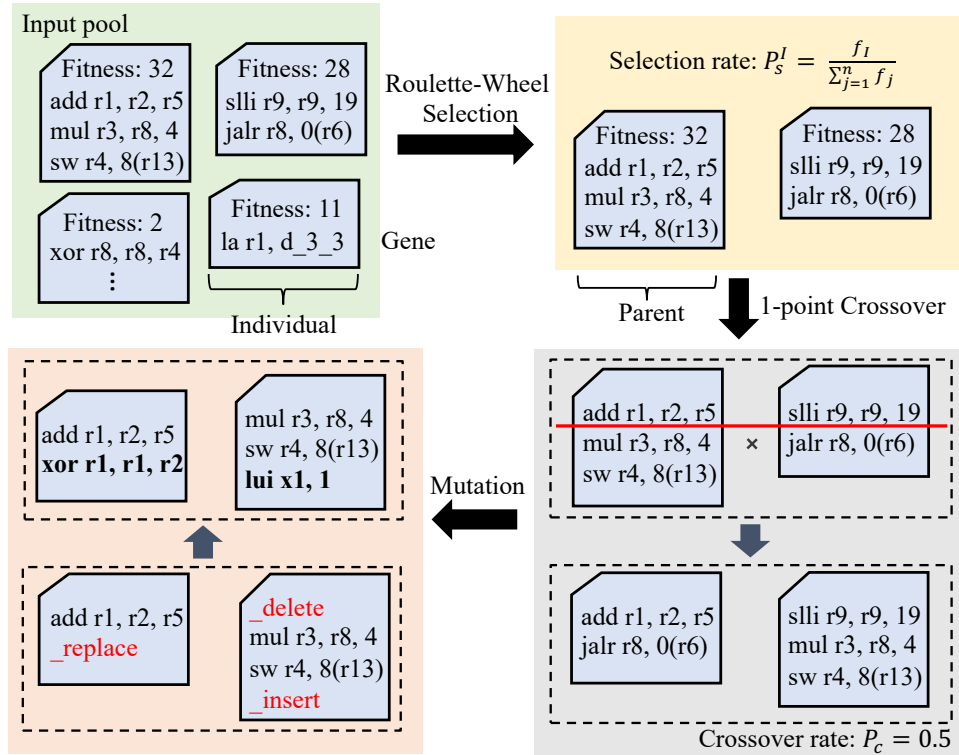 Input pool
Fitness: 32
add r1, r2, r5
mul r3, r8, 4
sw r4, 8(r13)
Fitness: 28
slli r9, r9, 19
jalr r8, 0(r6)
Fitness: 2
xor r8, r8, r4
⋮
Fitness: 11
la r1, d_3_3
Gene
Individual
Roulette-Wheel
Selection
Selection rate: $P_s^I = \frac{f_I}{\sum_{j=1}^{n} f_j}$
Fitness: 32
add r1, r2, r5
mul r3, r8, 4
sw r4, 8(r13)
Fitness: 28
slli r9, r9, 19
jalr r8, 0(r6)
Parent
1-point Crossover
add r1, r2, r5
mul r3, r8, 4
sw r4, 8(r13)
×
slli r9, r9, 19
jalr r8, 0(r6)
add r1, r2, r5
jalr r8, 0(r6)
slli r9, r9, 19
mul r3, r8, 4
sw r4, 8(r13)
Crossover rate: $P_c = 0.5$
Mutation
add r1, r2, r5
_replace
_delete
mul r3, r8, 4
sw r4, 8(r13)
_insert
add r1, r2, r5
xor r1, r1, r2
mul r3, r8, 4
sw r4, 8(r13)
lui x1, 1